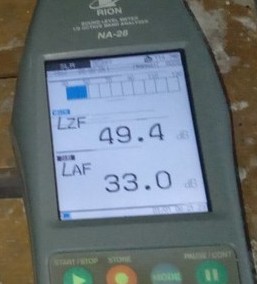 RION
SOUND LEVEL METER
1/3 OCTAVE BAND ANALYZER
NA-28
SLM
LZF 49.4 dB
LAF 33.0 dB
START / STOP STORE PAUSE / CONT